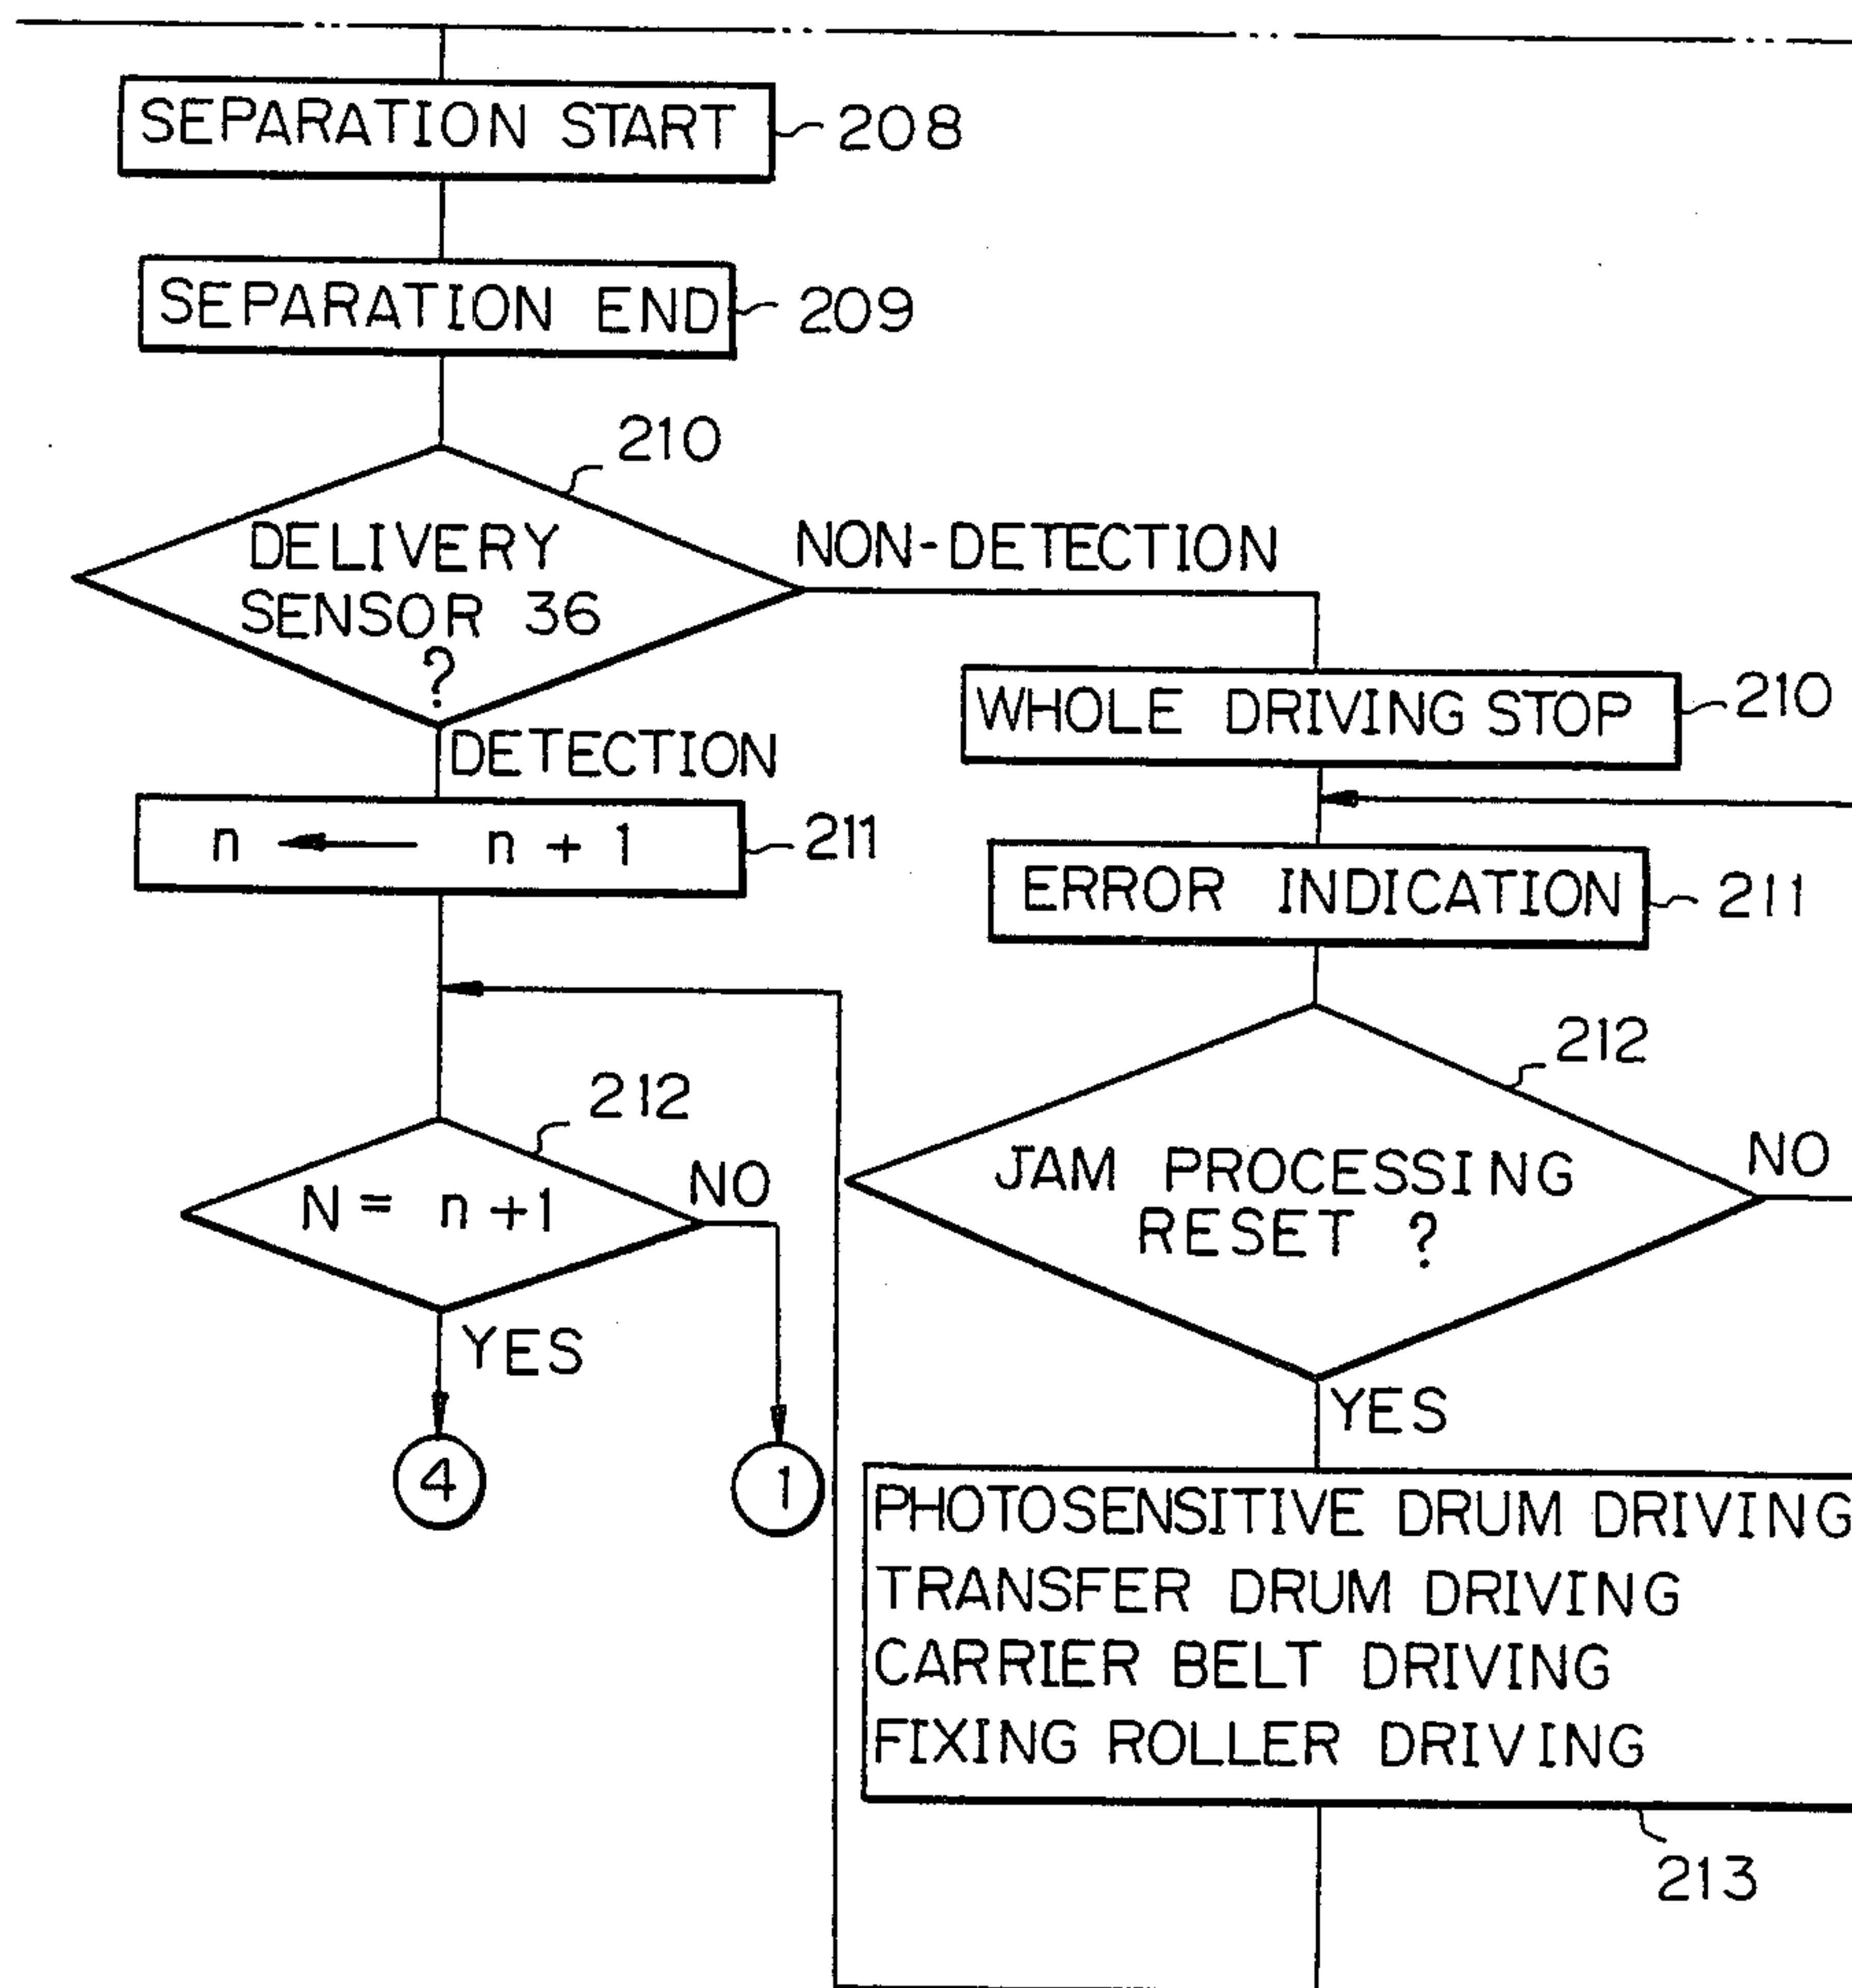 SEPARATION START
208
SEPARATION END
209
210
DELIVERY
SENSOR 36
?
NON-DETECTION
DETECTION
WHOLE DRIVING STOP
210
n ← n + 1
211
ERROR INDICATION
211
212
N = n + 1
NO
YES
4
1
212
JAM PROCESSING
RESET ?
NO
YES
PHOTOSENSITIVE DRUM DRIVING
TRANSFER DRUM DRIVING
CARRIER BELT DRIVING
FIXING ROLLER DRIVING
213